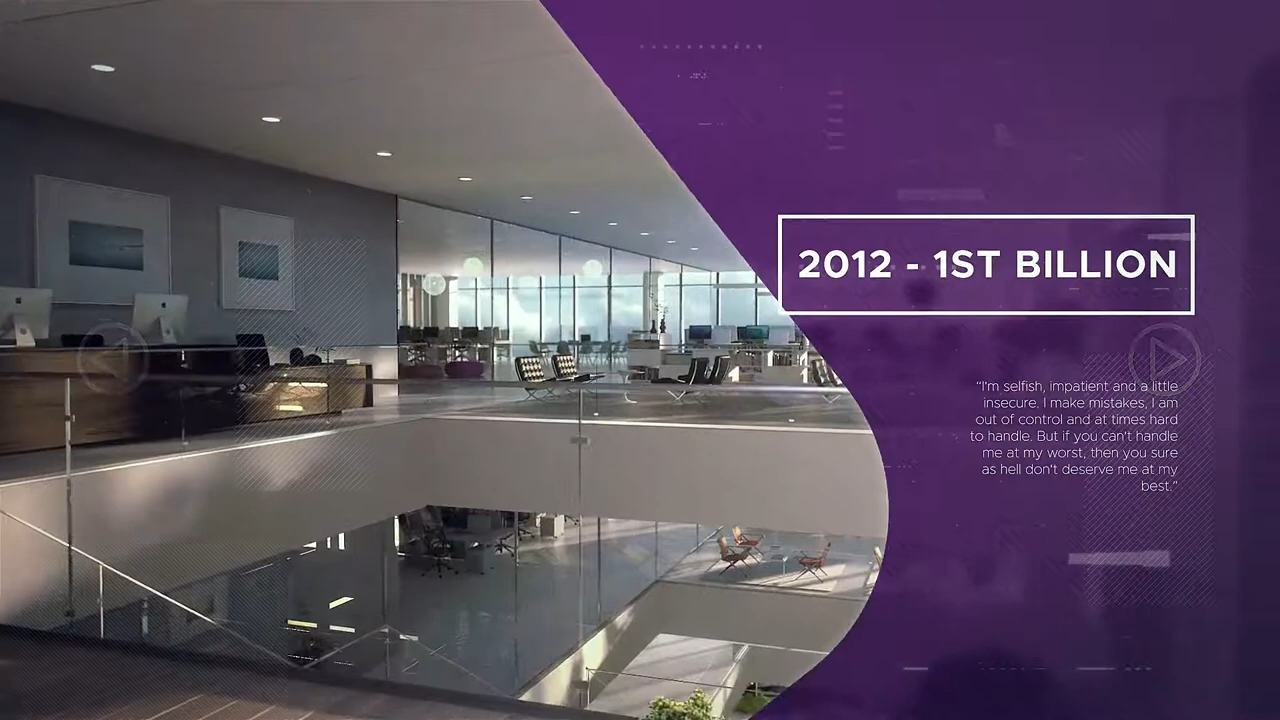 2012 - 1ST BILLION
“I'm selfish, impatient and a little
insecure. I make mistakes, I am
out of control and at times hard
to handle. But if you can't handle
me at my worst, then you sure
as hell don't deserve me at my
best.”